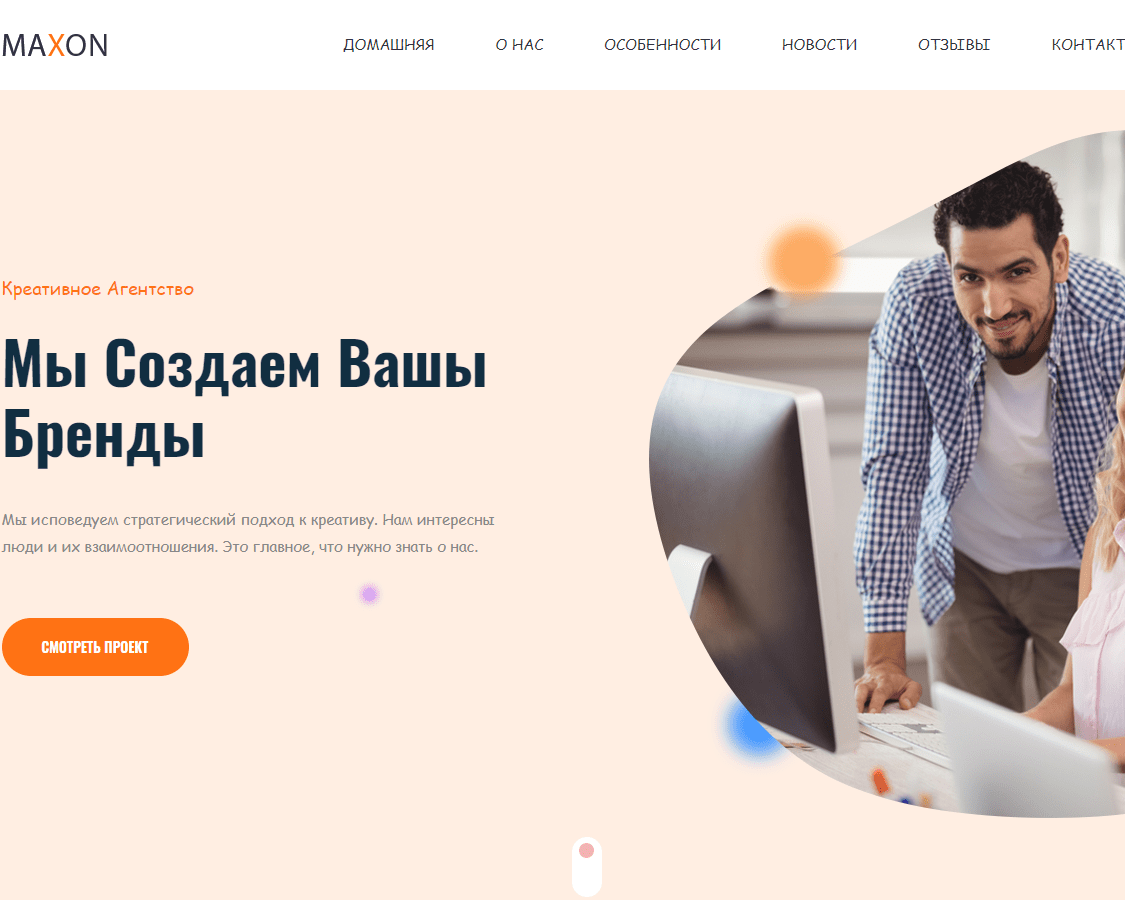 MAXON
ДОМАШНЯЯ О НАС ОСОБЕННОСТИ НОВОСТИ ОТЗЫВЫ КОНТАКТ
Креативное Агентство
Мы Создаем Вашы
Бренды
Мы исповедуем стратегический подход к креативу. Нам интересны
люди и их взаимоотношения. Это главное, что нужно знать о нас.
СМОТРЕТЬ ПРОЕКТ